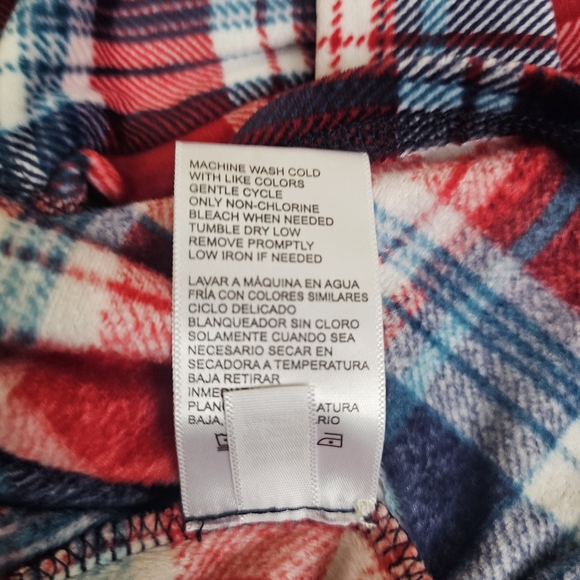 MACHINE WASH COLD
WITH LIKE COLORS
GENTLE CYCLE
ONLY NON-CHLORINE
BLEACH WHEN NEEDED
TUMBLE DRY LOW
REMOVE PROMPTLY
LOW IRON IF NEEDED
LAVAR A MÁQUINA EN AGUA
FRÍA CON COLORES SIMILARES
CICLO DELICADO
BLANQUEADOR SIN CLORO
SOLAMENTE CUANDO SEA
NECESARIO SECAR EN
SECADORA A TEMPERATURA
BAJA RETIRAR
BAJA,